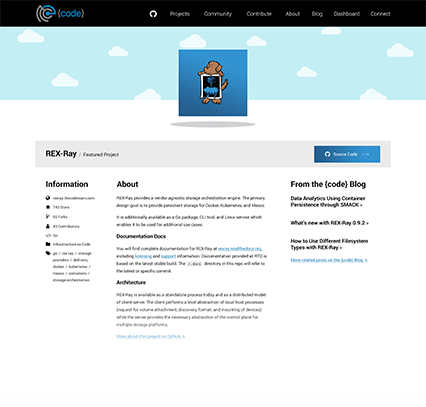 {code}
Projects Community Contribute About Blog Dashboard Connect
REX-Ray / Featured Project
Source Code
Information
rexray.thecodeteam.com
743 Stars
63 Forks
43 Contributors
Go
Infrastructure as Code
go / rex-ray / storage
providers / dell emc,
docker / kubernetes /
mesos / containers /
storage orchestration
About
REX-Ray provides a vendor agnostic storage orchestration engine. The primary
design goal is to provide persistent storage for Docker, Kubernetes, and Mesos.
It is additionally available as a Go package, CLI tool, and Linux service which
enables it to be used for additional use cases.
Documentation Docs
You will find complete documentation for REX-Ray at rexray.readthedocs.org,
including licensing and support information. Documentation provided at RTD is
based on the latest stable build. The /.docs directory in this repo will refer to
the latest or specific commit.
Architecture
REX-Ray is available as a standalone process today and as a distributed model
of client server. The client performs a level abstraction of local host processes
(request for volume attachment, discovery, format, and mounting of devices)
while the server provides the necessary abstraction of the control plane for
multiple storage platforms.
More about this project on Github »
From the {code} Blog
Data Analytics Using Container
Persistence through SMACK »
What's new with REX-Ray 0.9.2 »
How to Use Different Filesystem
Types with REX-Ray »
More related posts on the {code} Blog »